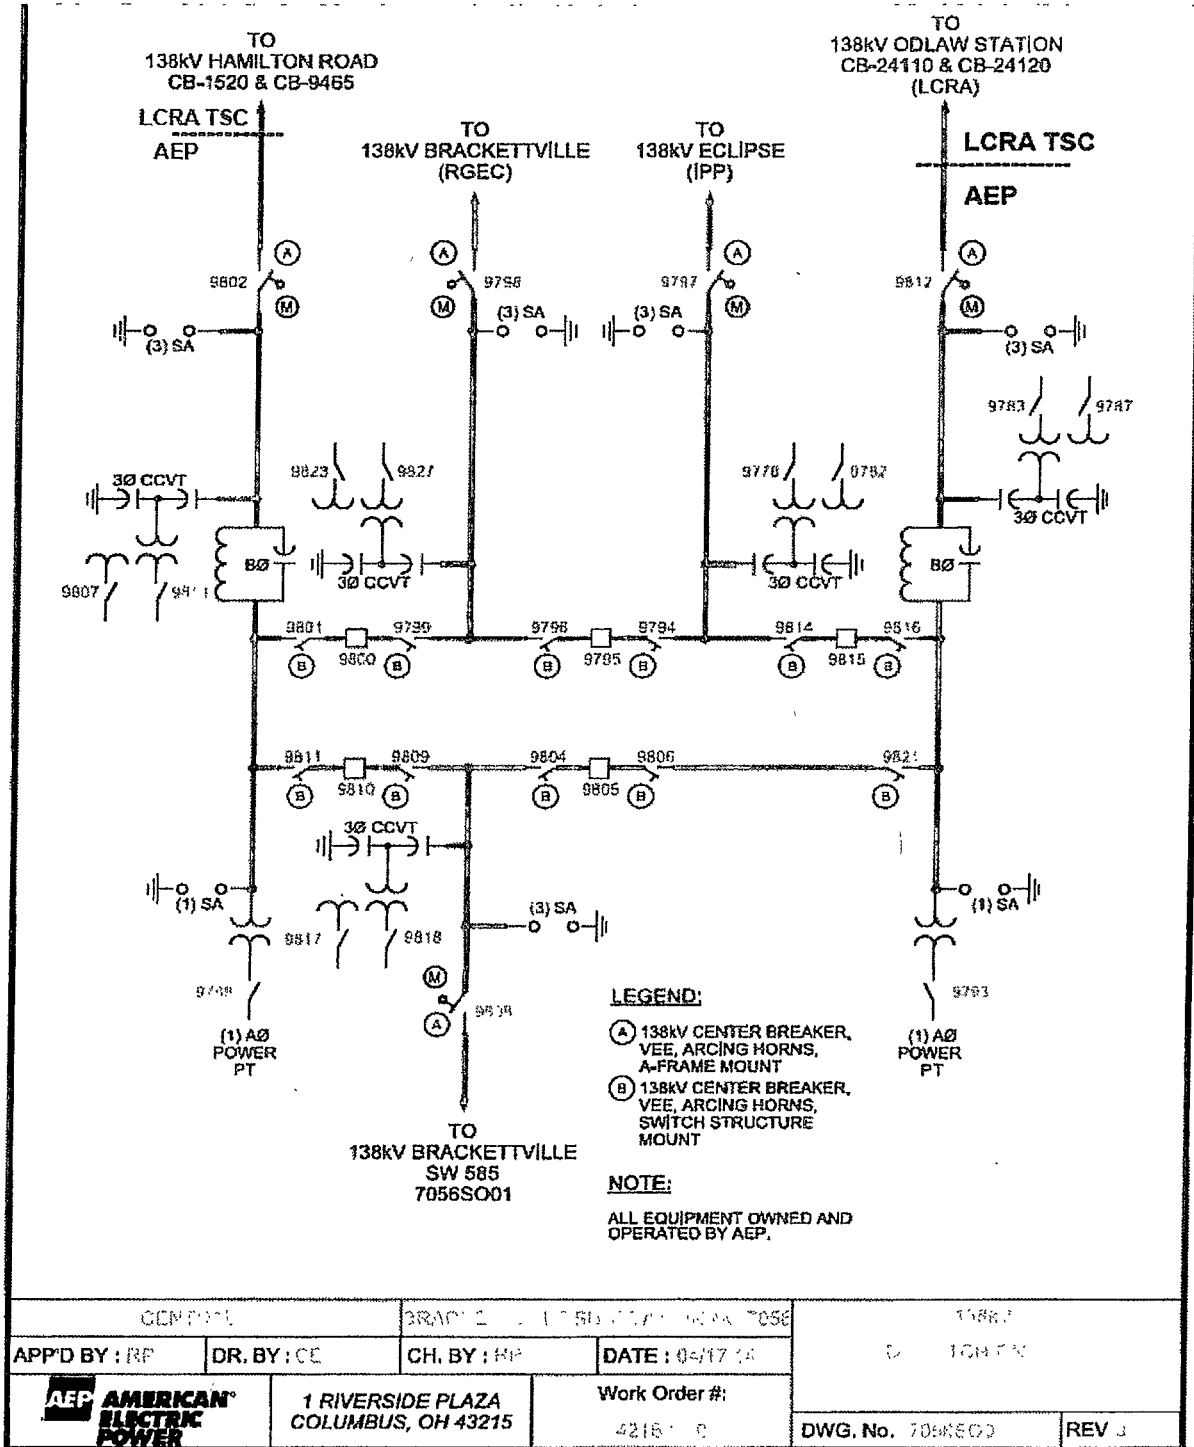 TO
138kV HAMILTON ROAD
CB-1520 & CB-9465
LCRA TSC
AEP
TO
138kV BRACKETTVILLE
(RGEC)
TO
138kV ECLIPSE
(IPP)
TO
138kV ODLAW STATION
CB-24110 & CB-24120
(LCRA)
LCRA TSC
AEP
A
9802
M
(3) SA
A
9798
M
(3) SA
A
9787
M
(3) SA
A
9812
M
(3) SA
9783
9787
3Ø CCVT
9823
9827
3Ø CCVT
9778
9782
3Ø CCVT
3Ø CCVT
9807
BØ
BØ
9801
9800
9799
B
B
9796
9795
9794
B
B
9814
9815
9816
B
B
9811
9810
9809
B
B
9804
9805
9806
B
B
9821
B
3Ø CCVT
(1) SA
9817
9818
(3) SA
(1) SA
M
A
9793
(1) AØ
POWER
PT
(1) AØ
POWER
PT
TO
138kV BRACKETTVILLE
SW 585
7056SO01
LEGEND:
A 138kV CENTER BREAKER,
VEE, ARCING HORNS,
A-FRAME MOUNT
B 138kV CENTER BREAKER,
VEE, ARCING HORNS,
SWITCH STRUCTURE
MOUNT
NOTE:
ALL EQUIPMENT OWNED AND
OPERATED BY AEP.
7056
138kV
APP'D BY :
DR. BY : CE
CH. BY :
DATE : 04/17
AEP AMERICAN
ELECTRIC
POWER
1 RIVERSIDE PLAZA
COLUMBUS, OH 43215
Work Order #:
DWG. No.
REV